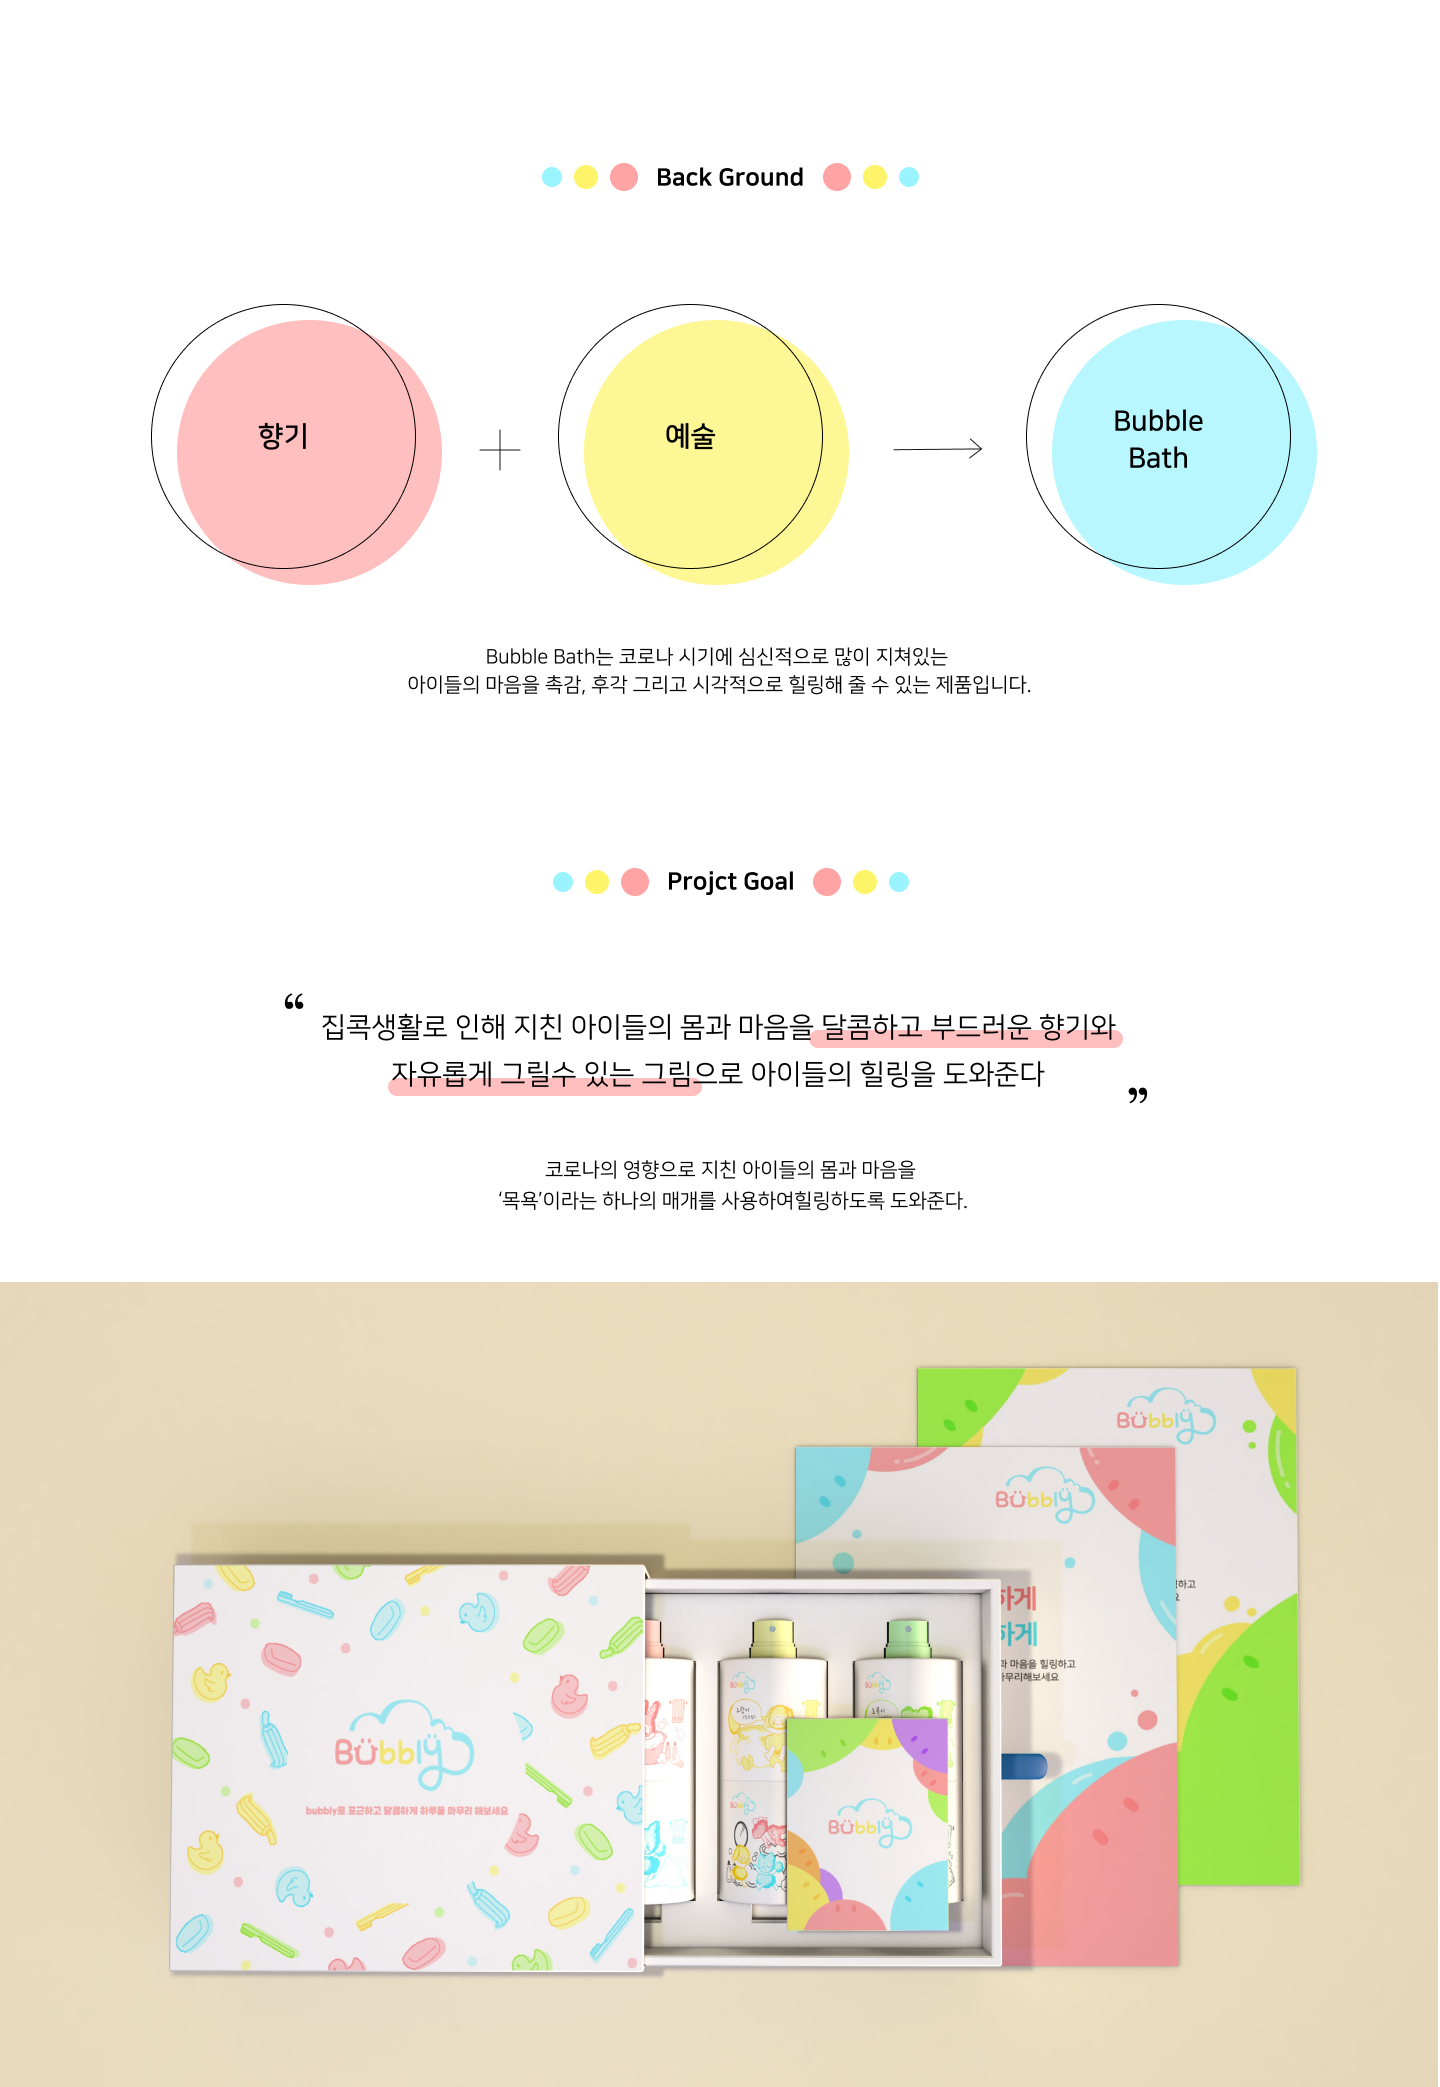 Back Ground
향기
예술
Bubble
Bath
Bubble Bath는 코로나 시기에 심신적으로 많이 지쳐있는
아이들의 마음을 촉감, 후각 그리고 시각적으로 힐링해 줄 수 있는 제품입니다.
Projct Goal
“ 집콕생활로 인해 지친 아이들의 몸과 마음을 달콤하고 부드러운 향기와
자유롭게 그릴수 있는 그림으로 아이들의 힐링을 도와준다 ”
코로나의 영향으로 지친 아이들의 몸과 마음을
‘목욕’이라는 하나의 매개를 사용하여힐링하도록 도와준다.
Bubbly
Bubbly
하고
하게
하게
과 마음을 힐링하고
마무리해보세요
Bubbly
bubbly로 포근하고 달콤하게 하루를 마무리 해보세요
Bubbly
Bubbly
Bubbly
Bubbly